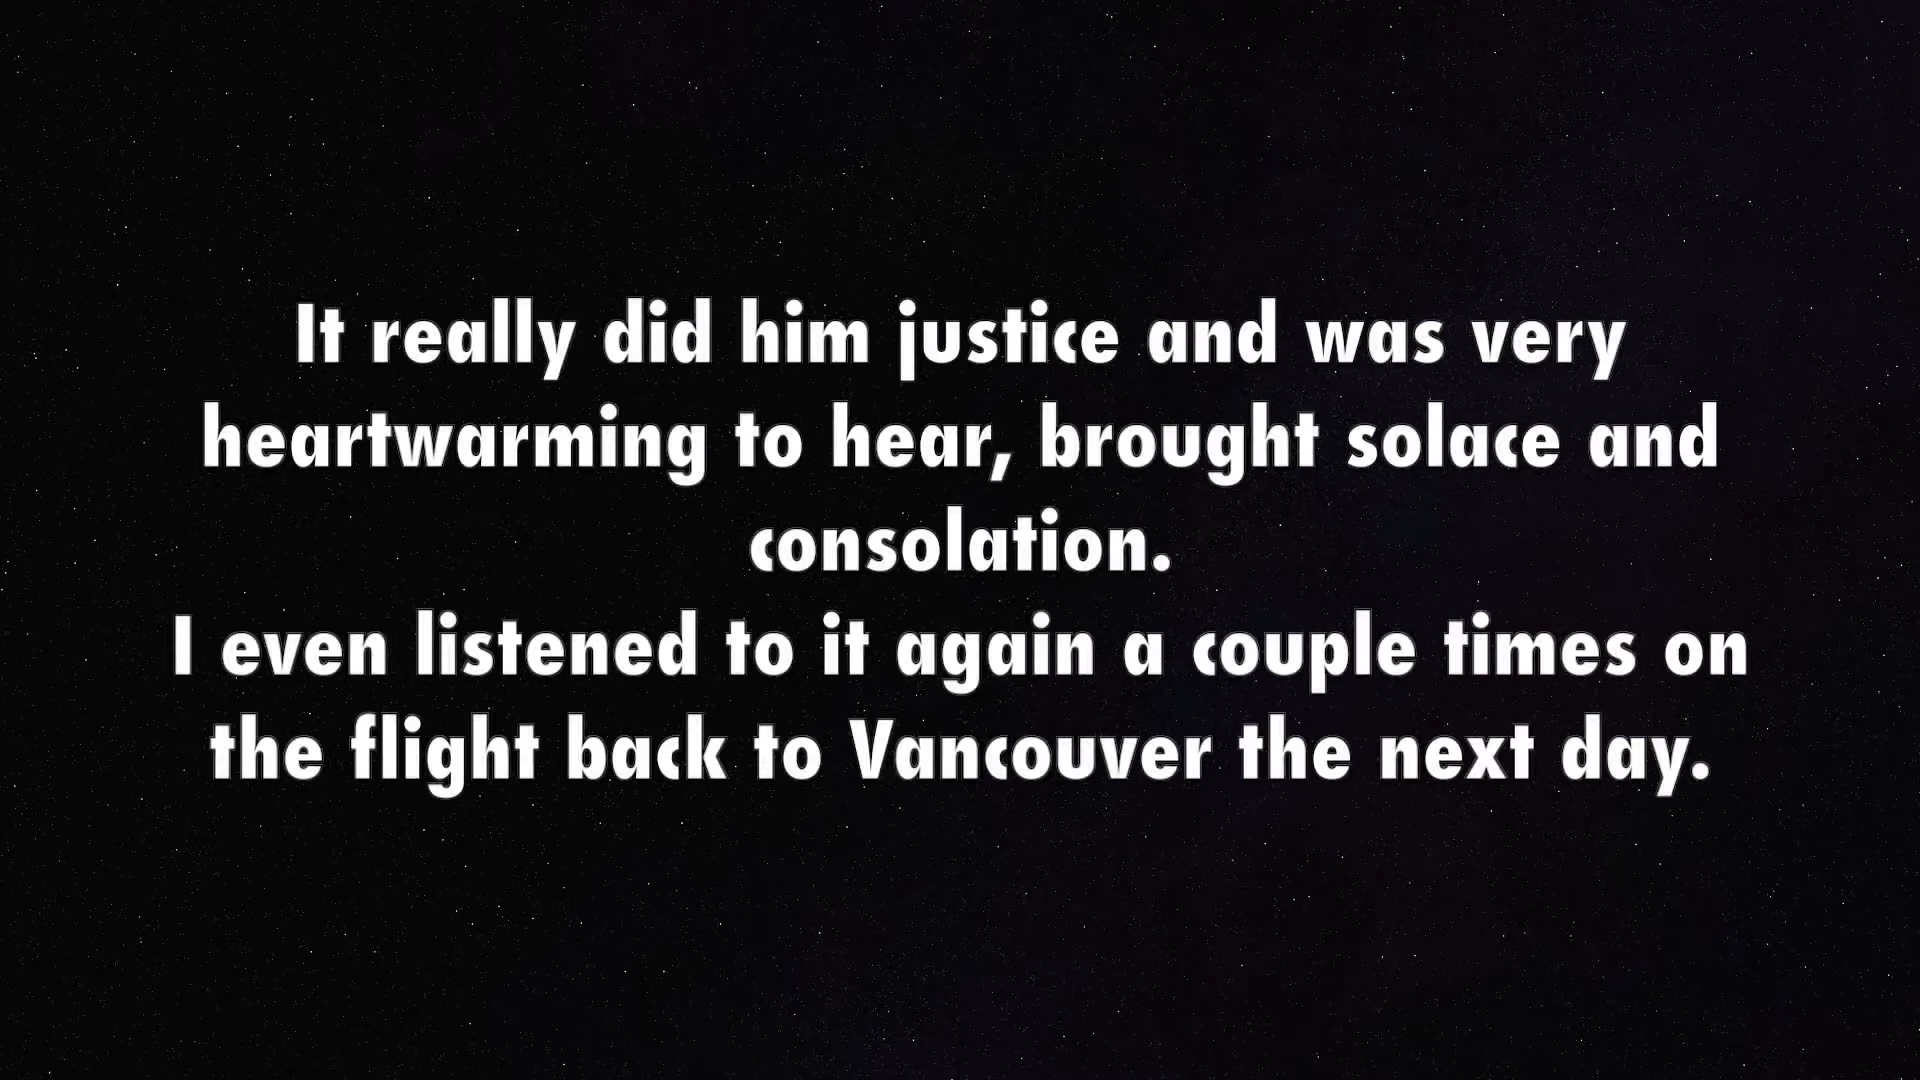 It really did him justice and was very
heartwarming to hear, brought solace and
consolation.
I even listened to it again a couple times on
the flight back to Vancouver the next day.